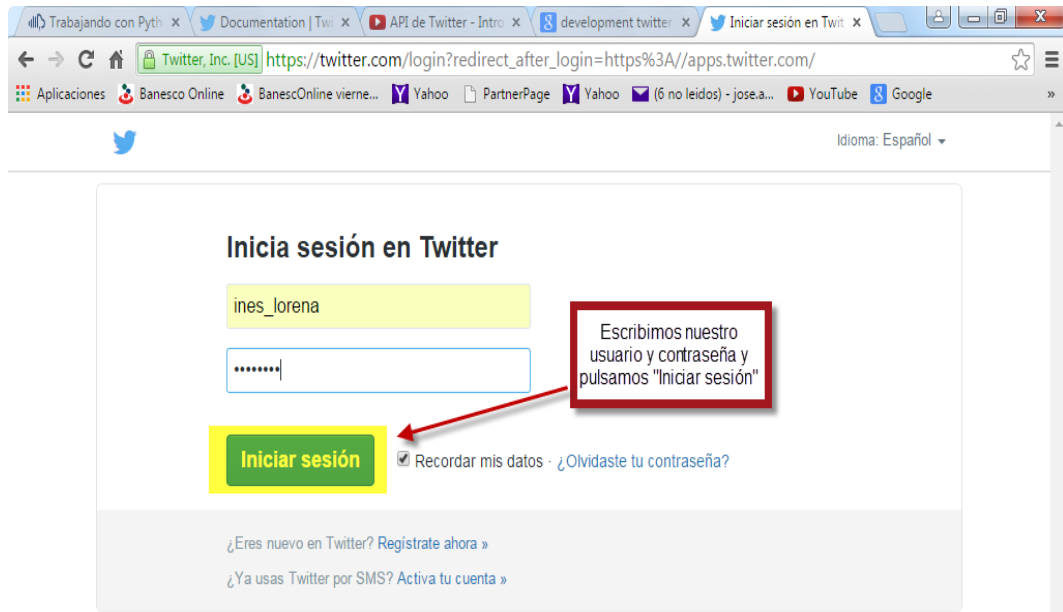 Trabajando con Pyth
Documentation | Twi
API de Twitter - Intro
development twitter
Iniciar sesión en Twit
Twitter, Inc. [US] https://twitter.com/login?redirect_after_login=https%3A//apps.twitter.com/
Aplicaciones Banesco Online BanescOnline vierne... Yahoo PartnerPage Yahoo (6 no leidos) - jose.a... YouTube Google »
Idioma: Español
Inicia sesión en Twitter
ines_lorena
••••••••
Escribimos nuestro
usuario y contraseña y
pulsamos "Iniciar sesión"
Iniciar sesión
Recordar mis datos · ¿Olvidaste tu contraseña?
¿Eres nuevo en Twitter? Regístrate ahora »
¿Ya usas Twitter por SMS? Activa tu cuenta »